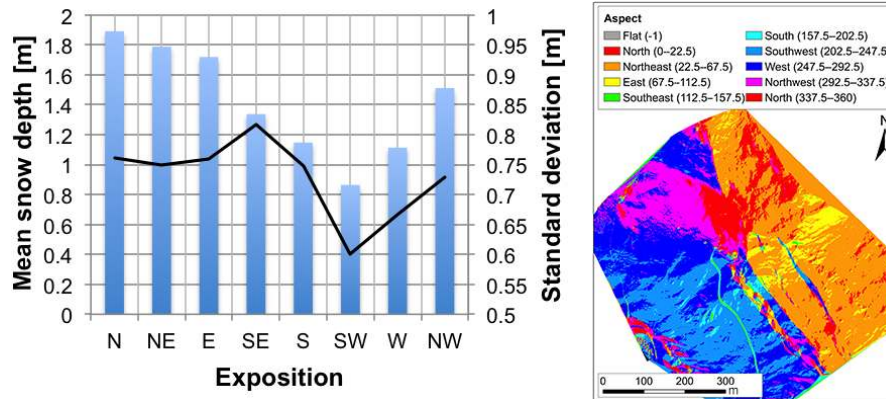 Mean snow depth [m]
2
1.8
1.6
1.4
1.2
1
0.8
0.6
0.4
0.2
0
N NE E SE S SW W NW
Exposition
1
0.95
0.9
0.85
0.8
0.75
0.7
0.65
0.6
0.55
0.5
Standard deviation [m]
Aspect
Flat (-1)
North (0--22.5)
Northeast (22.5--67.5)
East (67.5--112.5)
Southeast (112.5--157.5)
South (157.5--202.5)
Southwest (202.5--247.5)
West (247.5--292.5)
Northwest (292.5--337.5)
North (337.5--360)
N
0 100 200 300
m